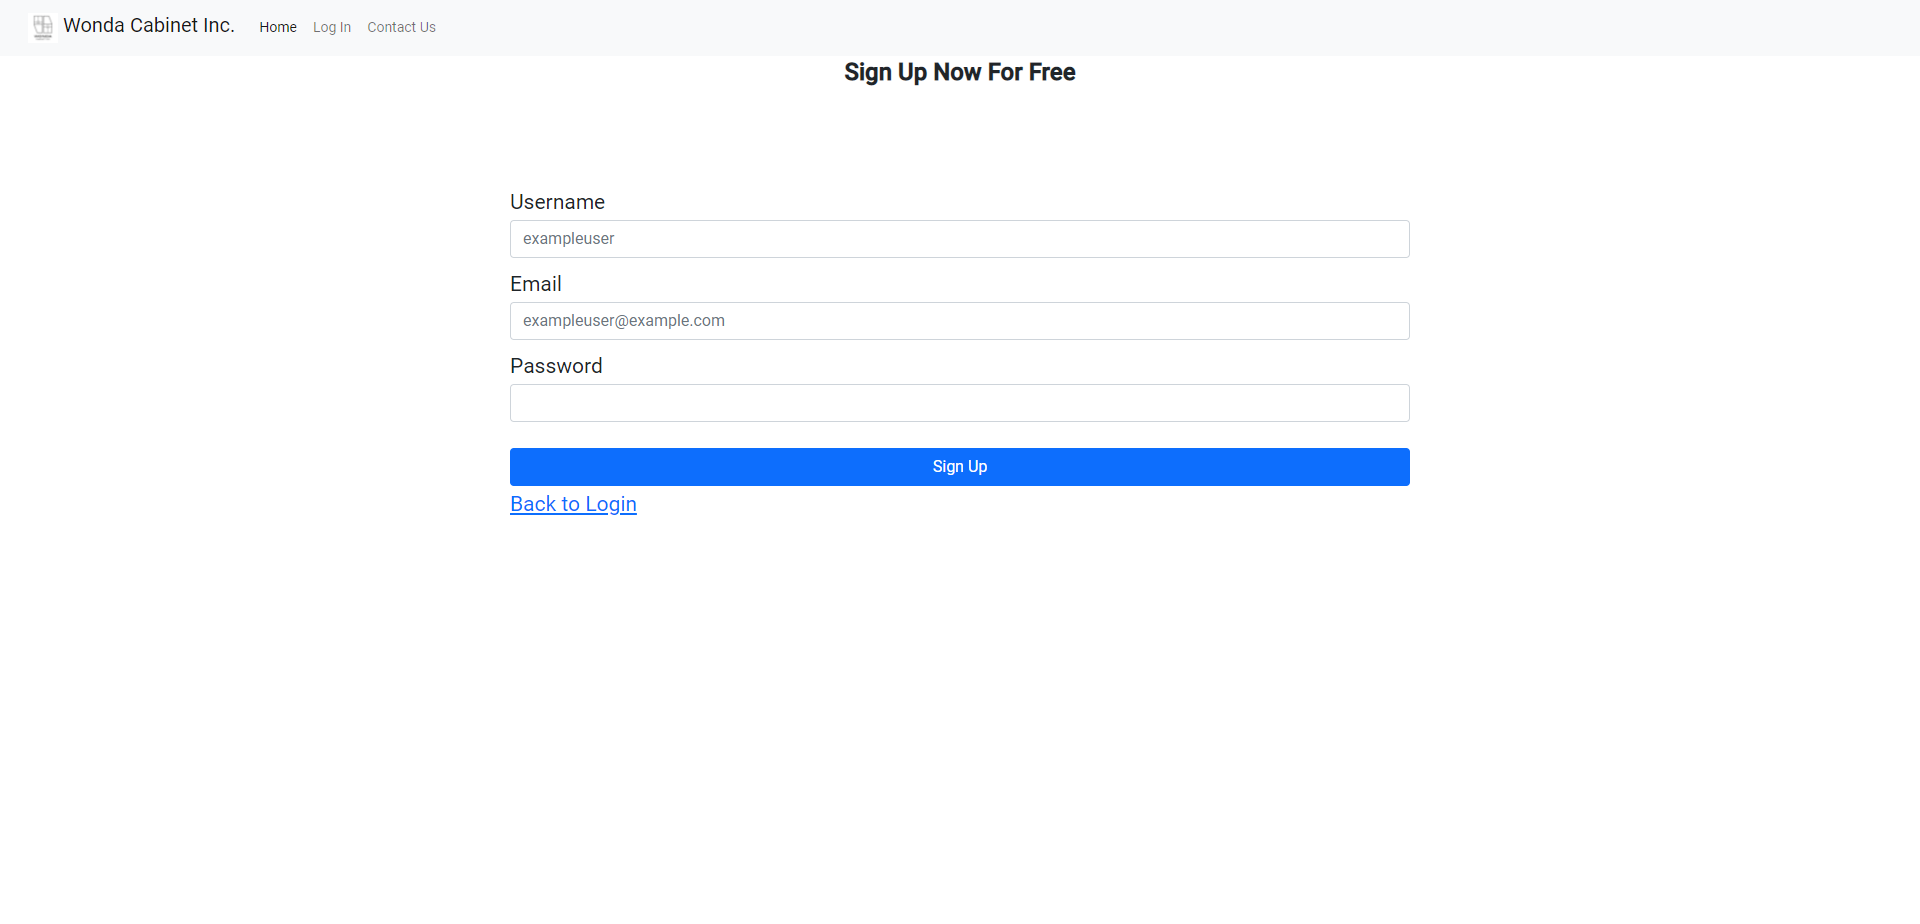 Wonda Cabinet Inc. Home Log In Contact Us
Sign Up Now For Free
Username
exampleuser
Email
exampleuser@example.com
Password
Sign Up
Back to Login